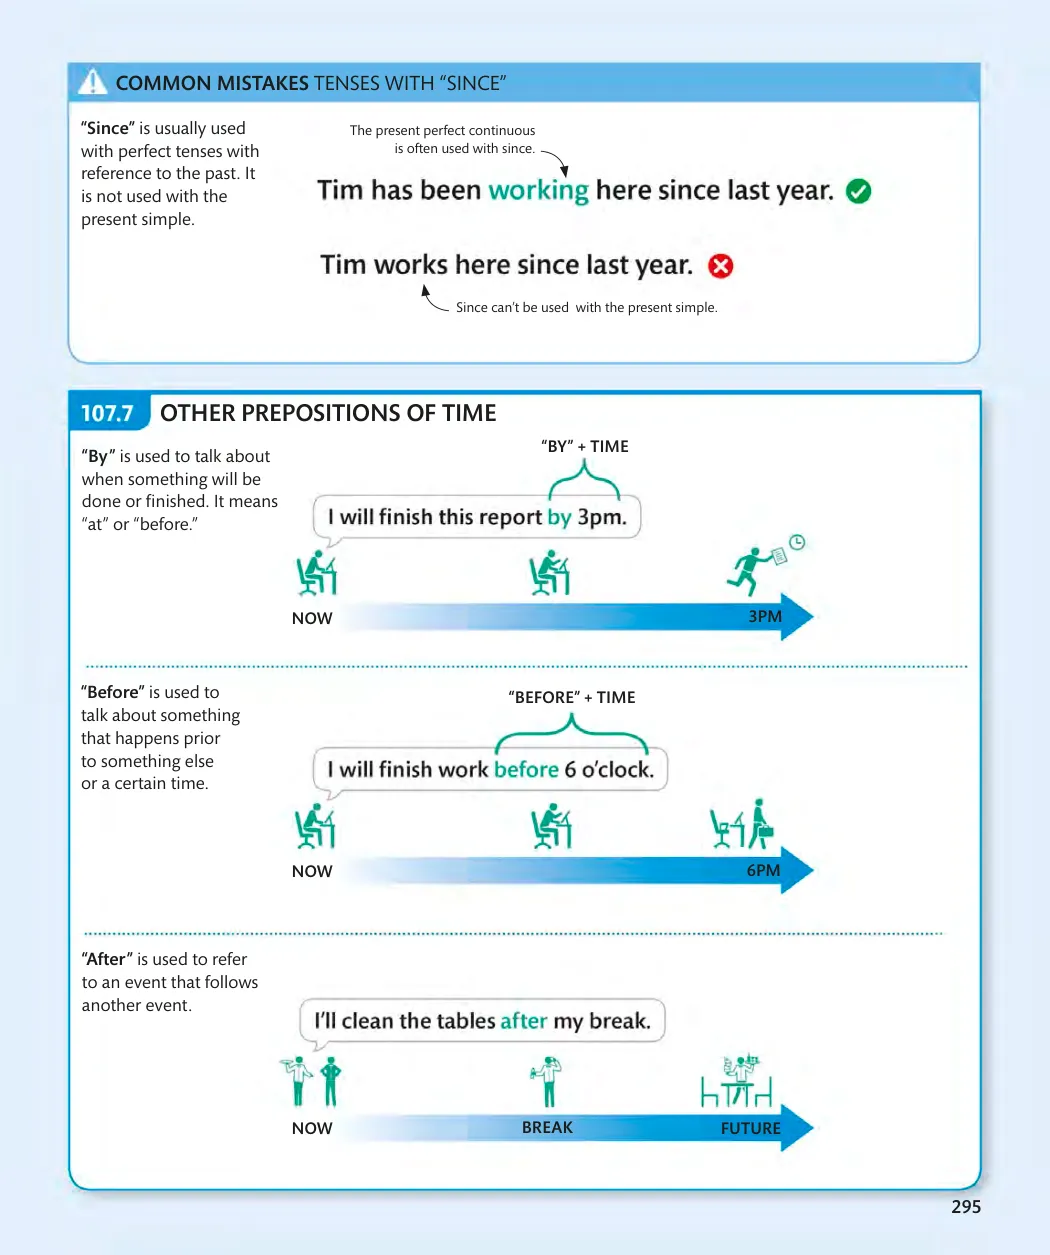 COMMON MISTAKES TENSES WITH “SINCE”
“Since” is usually used
with perfect tenses with
reference to the past. It
is not used with the
present simple.
The present perfect continuous
is often used with since.
Tim has been working here since last year.
Tim works here since last year.
Since can’t be used with the present simple.
107.7 OTHER PREPOSITIONS OF TIME
“By” is used to talk about
when something will be
done or finished. It means
“at” or “before.”
“BY” + TIME
I will finish this report by 3pm.
NOW
3PM
“Before” is used to
talk about something
that happens prior
to something else
or a certain time.
“BEFORE” + TIME
I will finish work before 6 o’clock.
NOW
6PM
“After” is used to refer
to an event that follows
another event.
I’ll clean the tables after my break.
NOW
BREAK
FUTURE
295